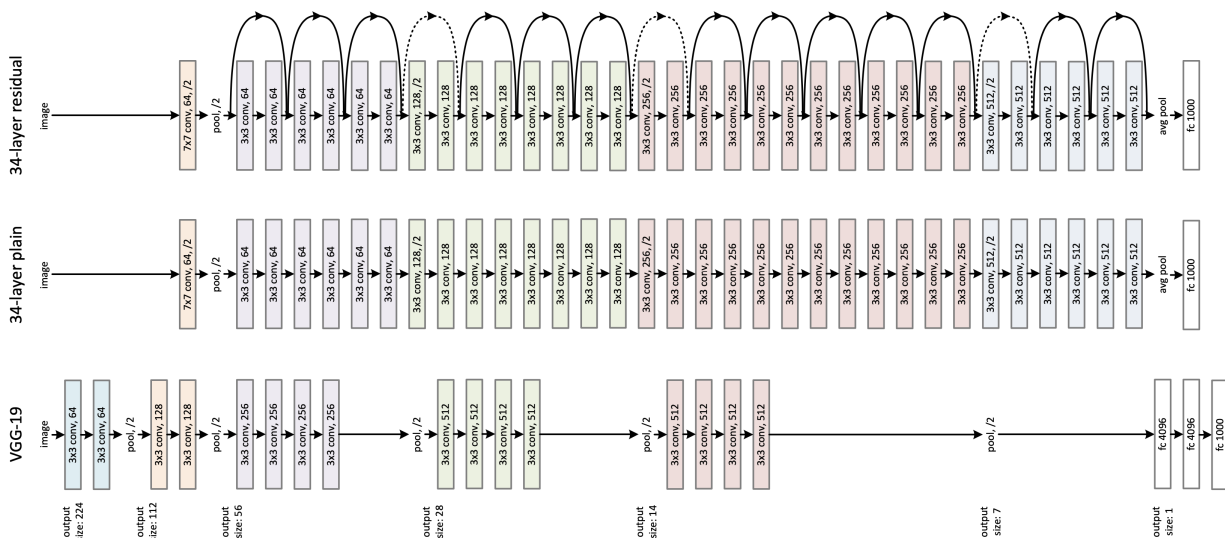 34-layer residual
image
7x7 conv, 64, /2
pool, /2
3x3 conv, 64
3x3 conv, 64
3x3 conv, 64
3x3 conv, 64
3x3 conv, 64
3x3 conv, 64
3x3 conv, 128, /2
3x3 conv, 128
3x3 conv, 128
3x3 conv, 128
3x3 conv, 128
3x3 conv, 128
3x3 conv, 128
3x3 conv, 128
3x3 conv, 256, /2
3x3 conv, 256
3x3 conv, 256
3x3 conv, 256
3x3 conv, 256
3x3 conv, 256
3x3 conv, 256
3x3 conv, 256
3x3 conv, 256
3x3 conv, 256
3x3 conv, 256
3x3 conv, 256
3x3 conv, 512, /2
3x3 conv, 512
3x3 conv, 512
3x3 conv, 512
3x3 conv, 512
3x3 conv, 512
avg pool
fc 1000
34-layer plain
image
7x7 conv, 64, /2
pool, /2
3x3 conv, 64
3x3 conv, 64
3x3 conv, 64
3x3 conv, 64
3x3 conv, 64
3x3 conv, 64
3x3 conv, 128, /2
3x3 conv, 128
3x3 conv, 128
3x3 conv, 128
3x3 conv, 128
3x3 conv, 128
3x3 conv, 128
3x3 conv, 128
3x3 conv, 256, /2
3x3 conv, 256
3x3 conv, 256
3x3 conv, 256
3x3 conv, 256
3x3 conv, 256
3x3 conv, 256
3x3 conv, 256
3x3 conv, 256
3x3 conv, 256
3x3 conv, 256
3x3 conv, 256
3x3 conv, 512, /2
3x3 conv, 512
3x3 conv, 512
3x3 conv, 512
3x3 conv, 512
3x3 conv, 512
avg pool
fc 1000
VGG-19
image
3x3 conv, 64
3x3 conv, 64
pool, /2
3x3 conv, 128
3x3 conv, 128
pool, /2
3x3 conv, 256
3x3 conv, 256
3x3 conv, 256
3x3 conv, 256
pool, /2
3x3 conv, 512
3x3 conv, 512
3x3 conv, 512
3x3 conv, 512
pool, /2
3x3 conv, 512
3x3 conv, 512
3x3 conv, 512
3x3 conv, 512
pool, /2
fc 4096
fc 4096
fc 1000
output
size: 224
output
size: 112
output
size: 56
output
size: 28
output
size: 14
output
size: 7
output
size: 1